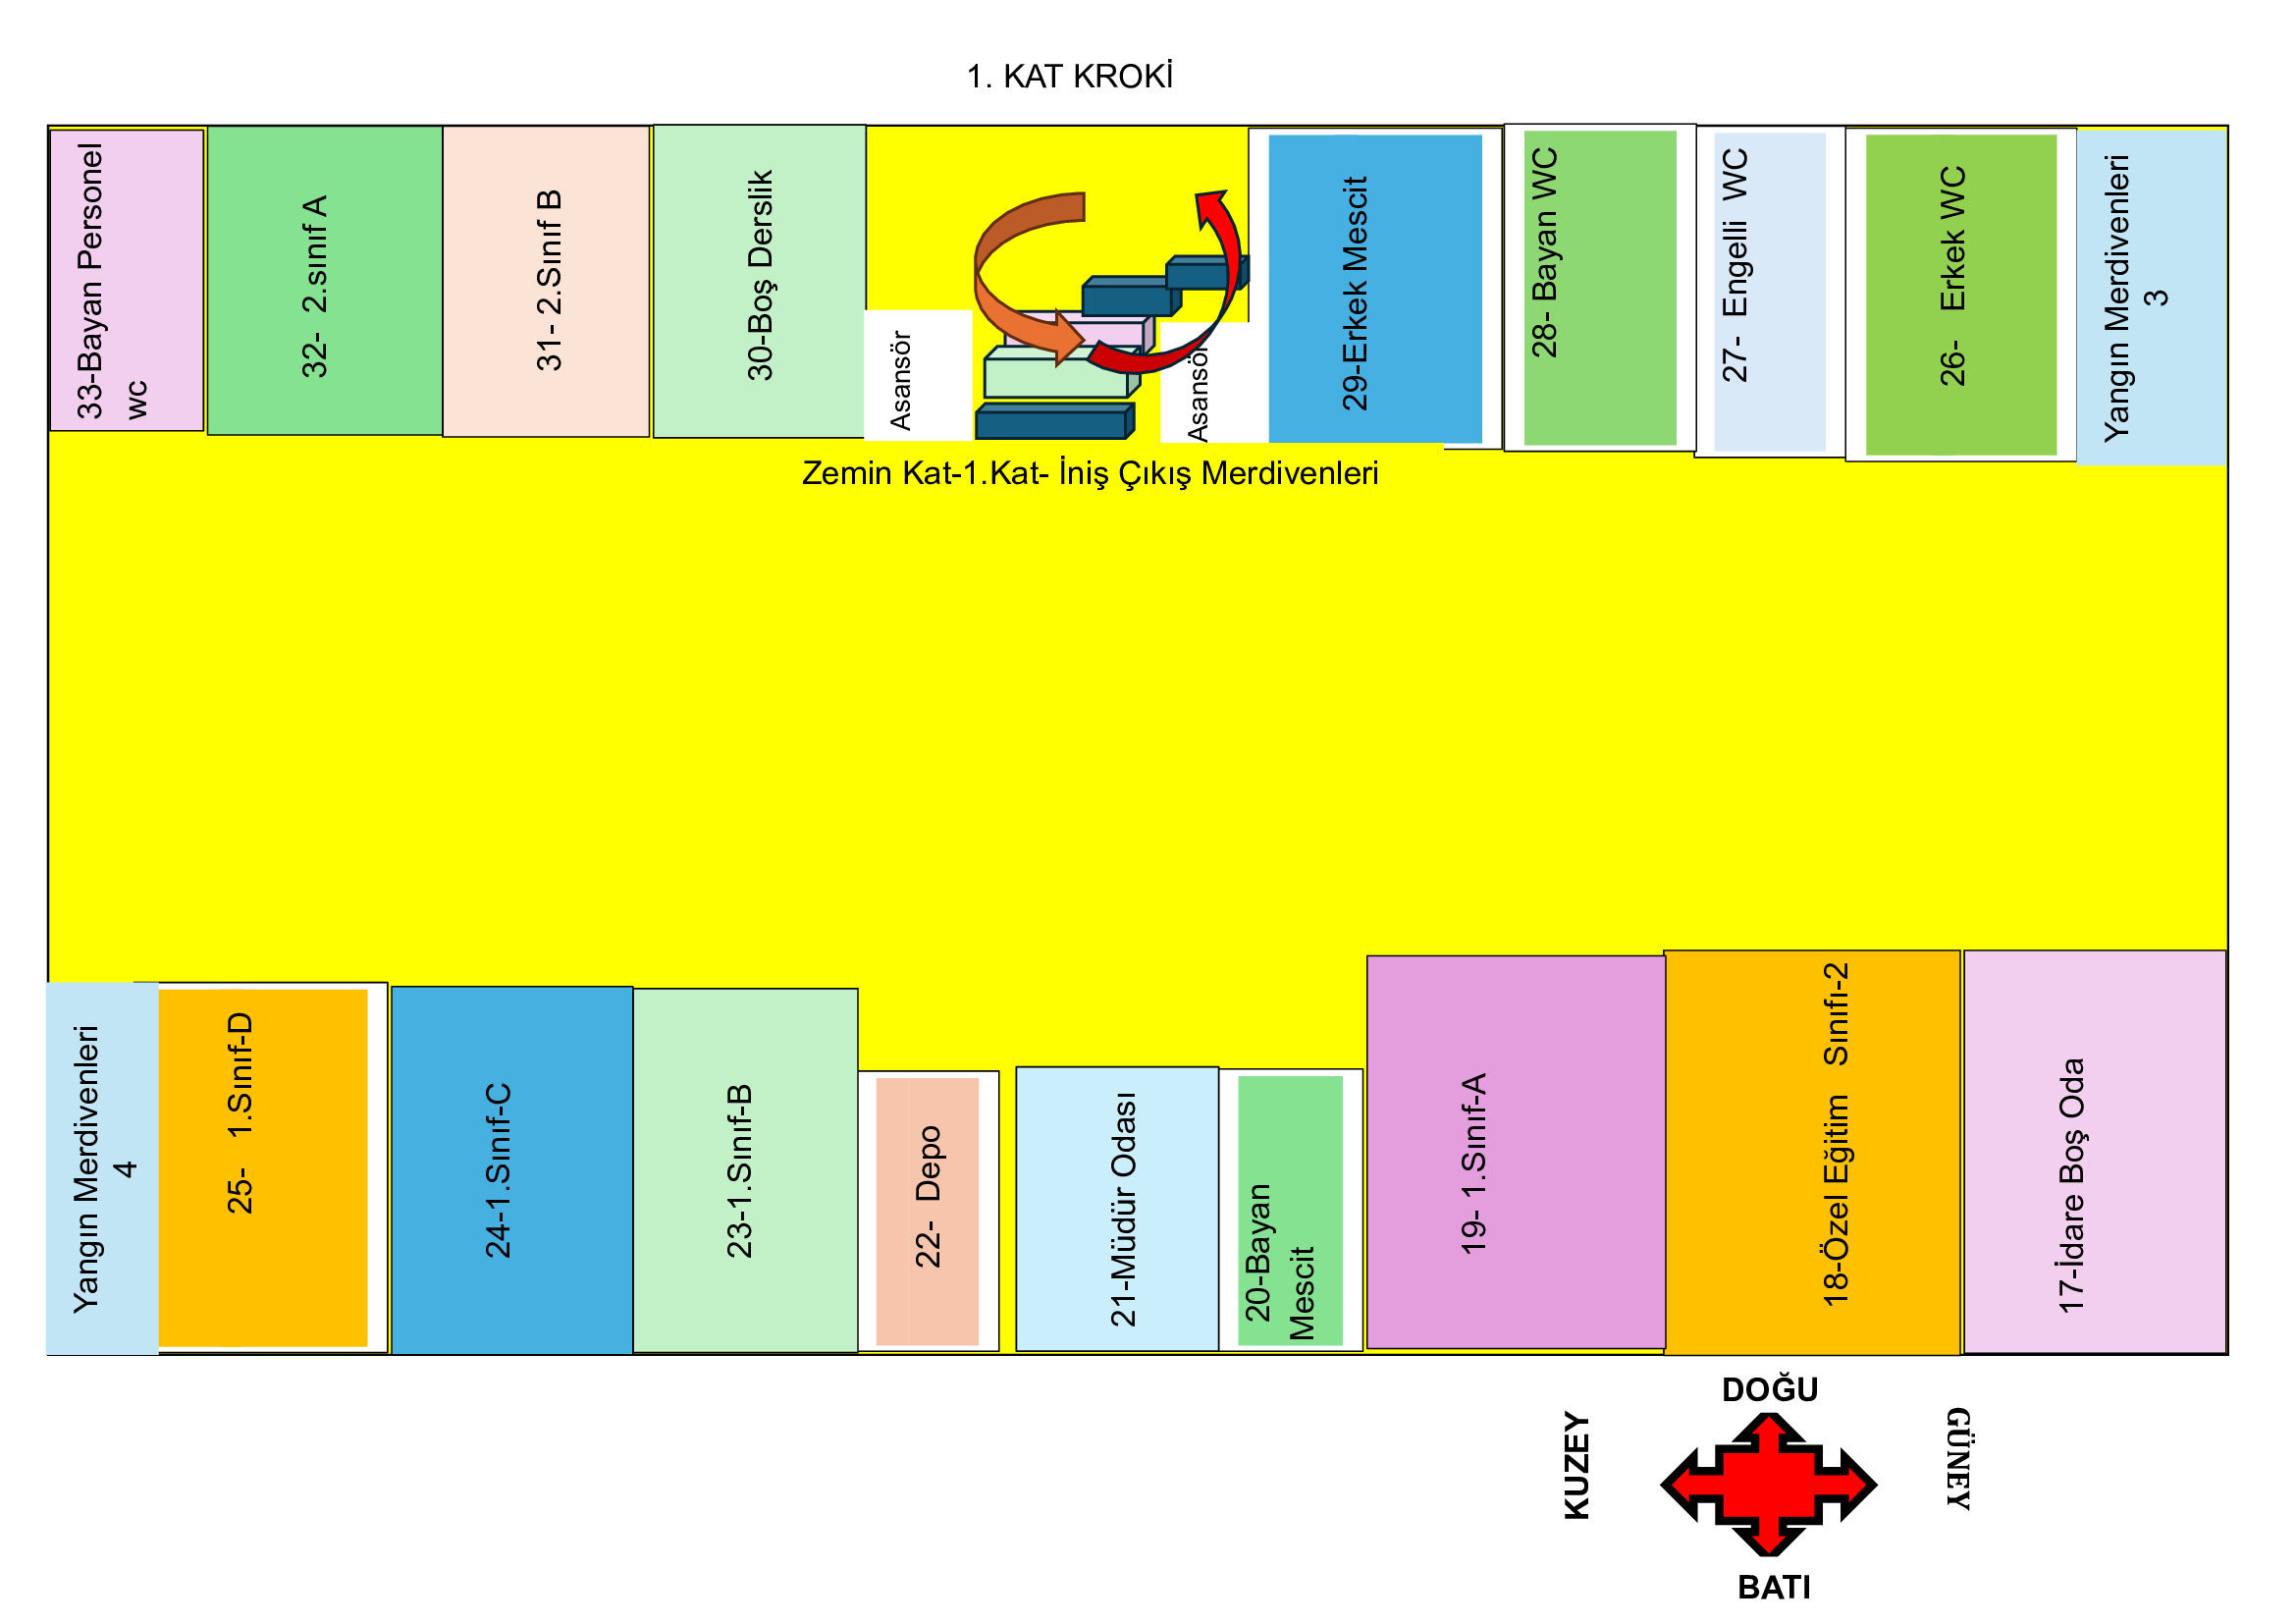 1. KAT KROKİ
33-Bayan Personel
wc
32- 2.sınıf A
31- 2.Sınıf B
30-Boş Derslik
Asansör
Asansör
29-Erkek Mescit
28- Bayan WC
27- Engelli WC
26- Erkek WC
Yangın Merdivenleri
3
Zemin Kat-1.Kat- İniş Çıkış Merdivenleri
Yangın Merdivenleri
4
25- 1.Sınıf-D
24-1.Sınıf-C
23-1.Sınıf-B
22- Depo
21-Müdür Odası
20-Bayan
Mescit
19- 1.Sınıf-A
18-Özel Eğitim Sınıfı-2
17-İdare Boş Oda
DOĞU
KUZEY
GÜNEY
BATI